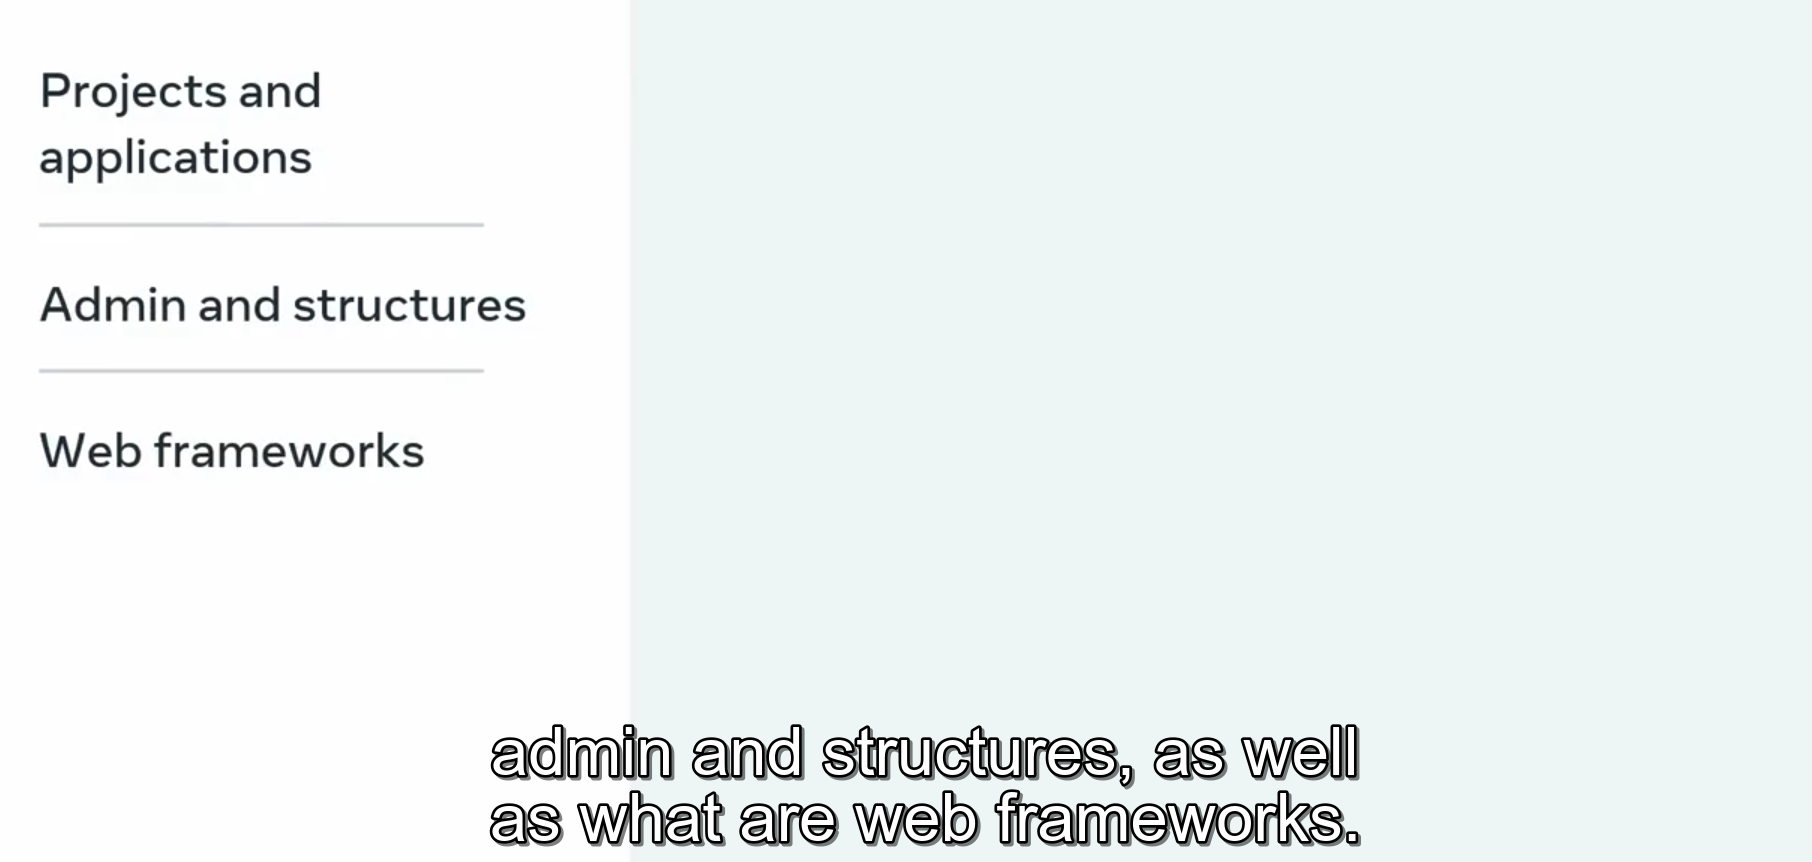 Projects and
applications
Admin and structures
Web frameworks
admin and structures, as well
as what are web frameworks.